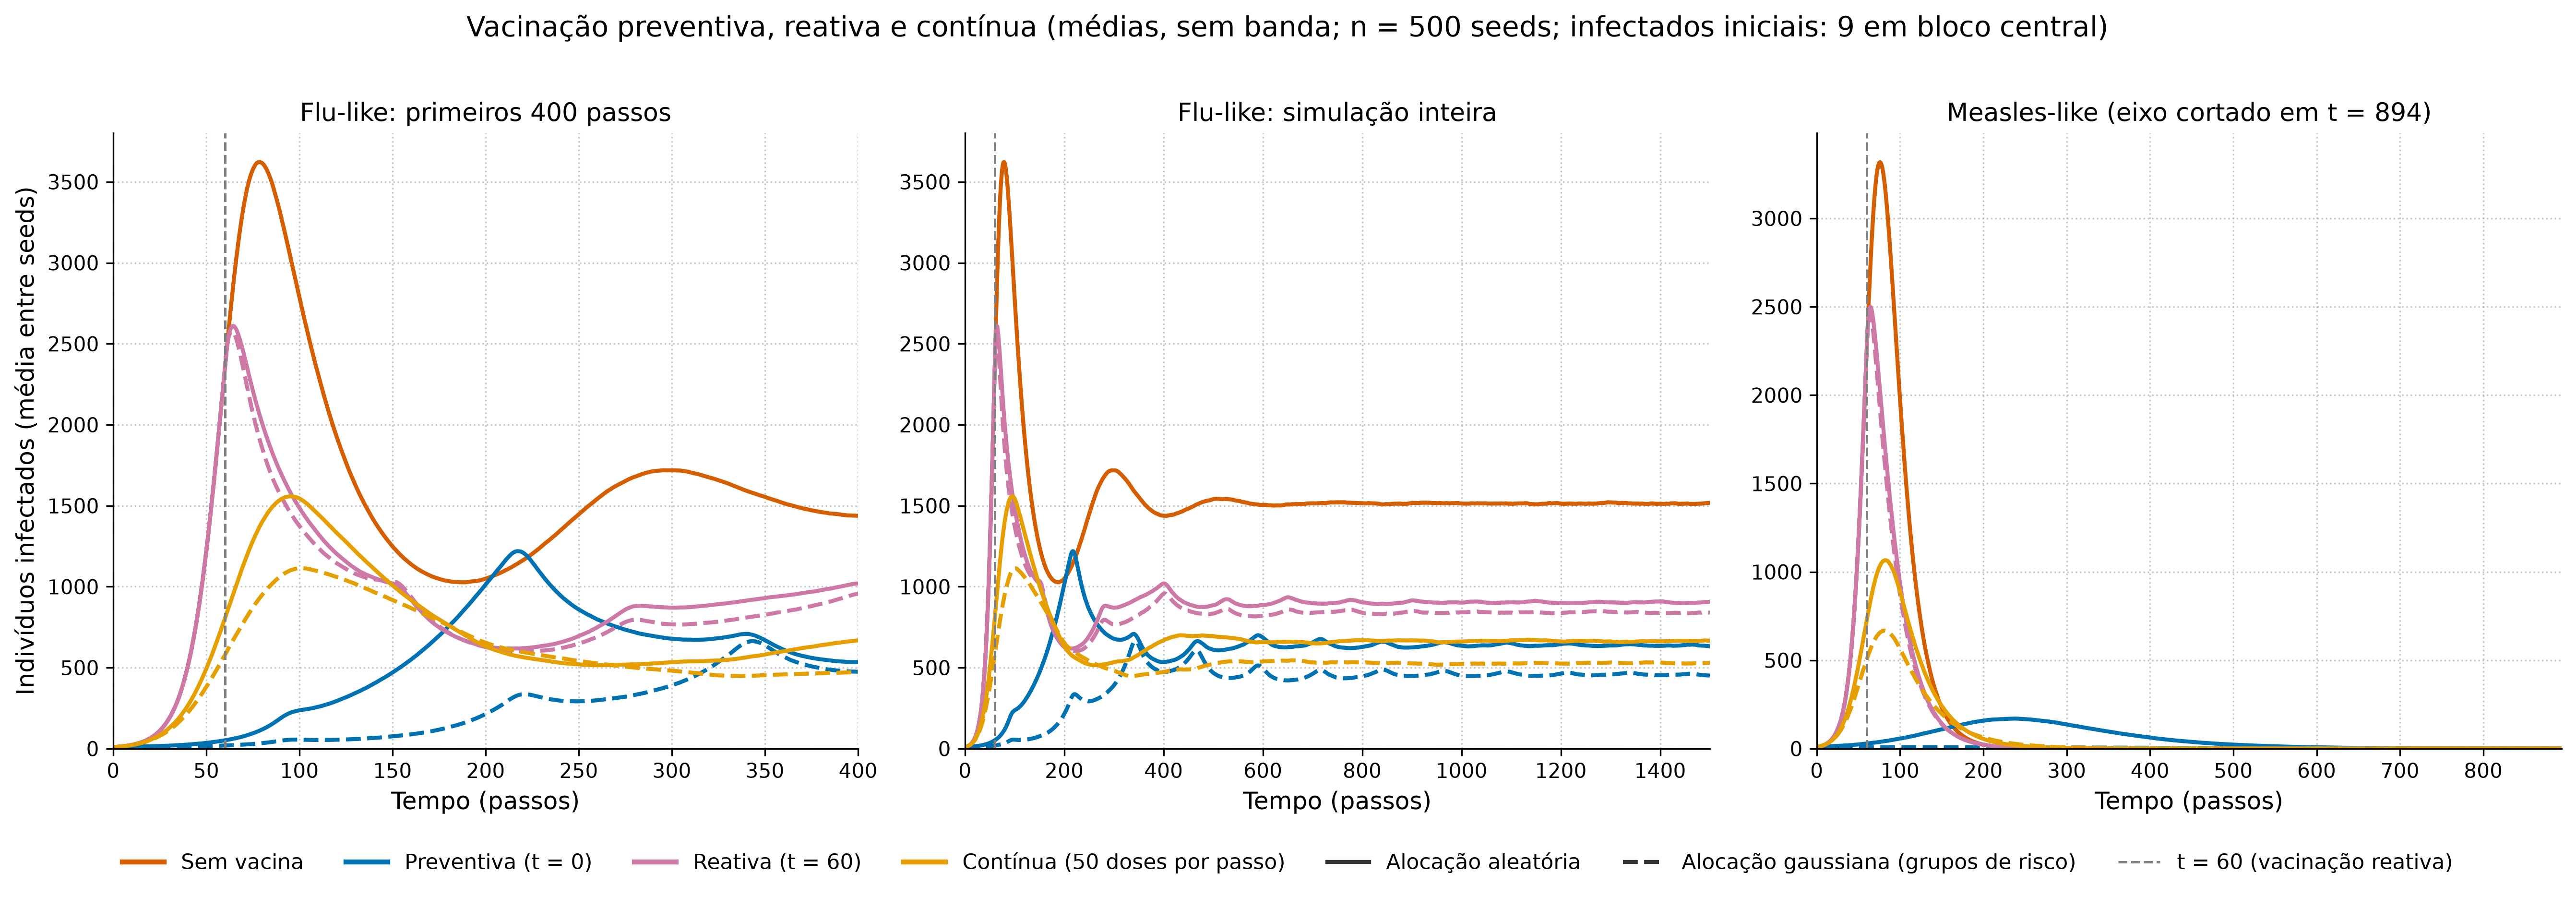 Vacinação preventiva, reativa e contínua (médias, sem banda; n = 500 seeds; infectados iniciais: 9 em bloco central)
Flu-like: primeiros 400 passos
Indivíduos infectados (média entre seeds)
3500
3000
2500
2000
1500
1000
500
0
0 50 100 150 200 250 300 350 400
Tempo (passos)
Flu-like: simulação inteira
3500
3000
2500
2000
1500
1000
500
0
0 200 400 600 800 1000 1200 1400
Tempo (passos)
Measles-like (eixo cortado em t = 894)
3000
2500
2000
1500
1000
500
0
0 100 200 300 400 500 600 700 800
Tempo (passos)
Sem vacina Preventiva (t = 0) Reativa (t = 60) Contínua (50 doses por passo) Alocação aleatória Alocação gaussiana (grupos de risco) t = 60 (vacinação reativa)